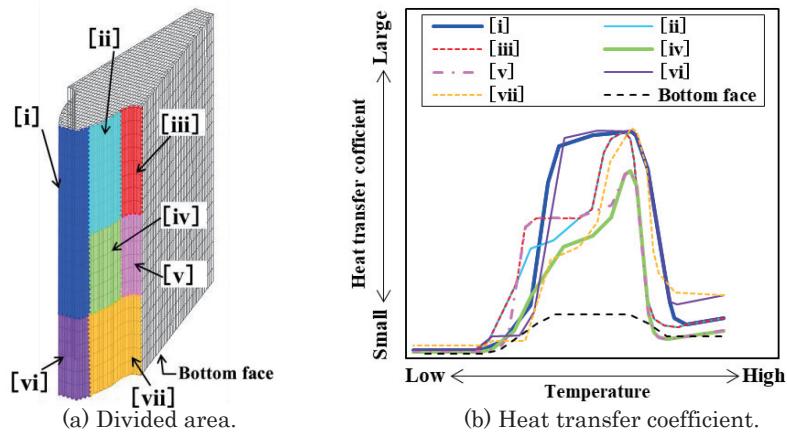 [i]
[ii]
[iii]
[iv]
[v]
[vi]
[vii]
Bottom face
(a) Divided area.
Large
Heat transfer cofficient
Small
[i]
[ii]
[iii]
[iv]
[v]
[vi]
[vii]
Bottom face
Low
Temperature
High
(b) Heat transfer coefficient.